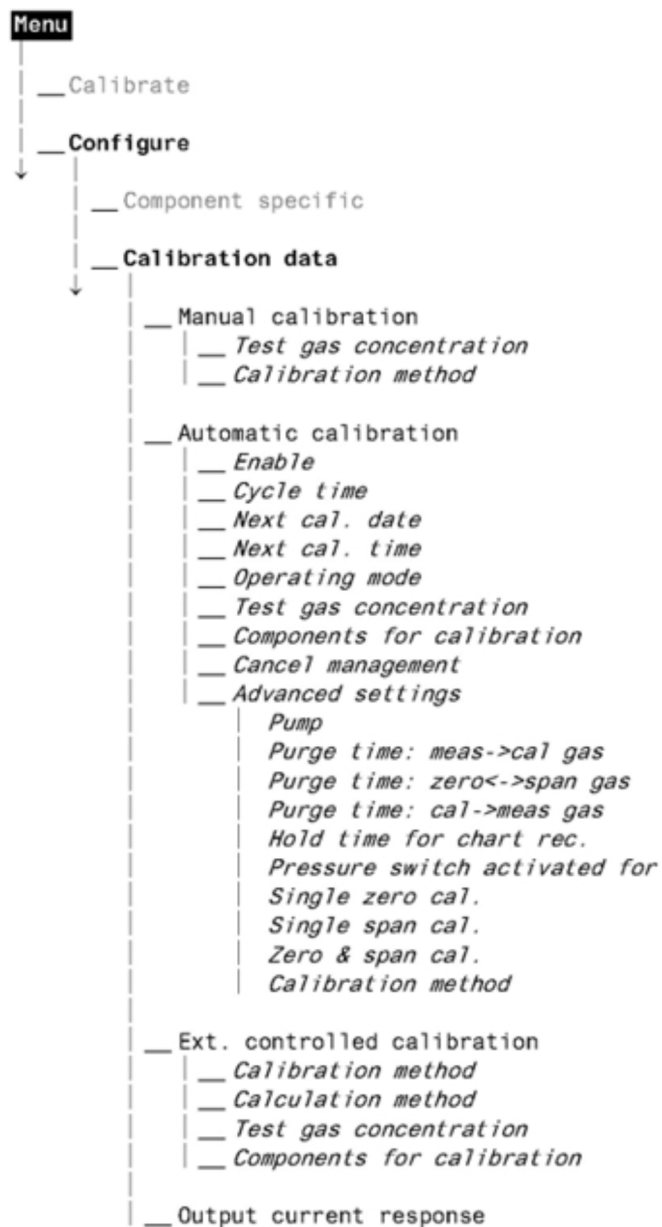 Menu
Calibrate
Configure
Component specific
Calibration data
Manual calibration
Test gas concentration
Calibration method
Automatic calibration
Enable
Cycle time
Next cal. date
Next cal. time
Operating mode
Test gas concentration
Components for calibration
Cancel management
Advanced settings
Pump
Purge time: meas->cal gas
Purge time: zero<->span gas
Purge time: cal->meas gas
Hold time for chart rec.
Pressure switch activated for
Single zero cal.
Single span cal.
Zero & span cal.
Calibration method
Ext. controlled calibration
Calibration method
Calculation method
Test gas concentration
Components for calibration
Output current response